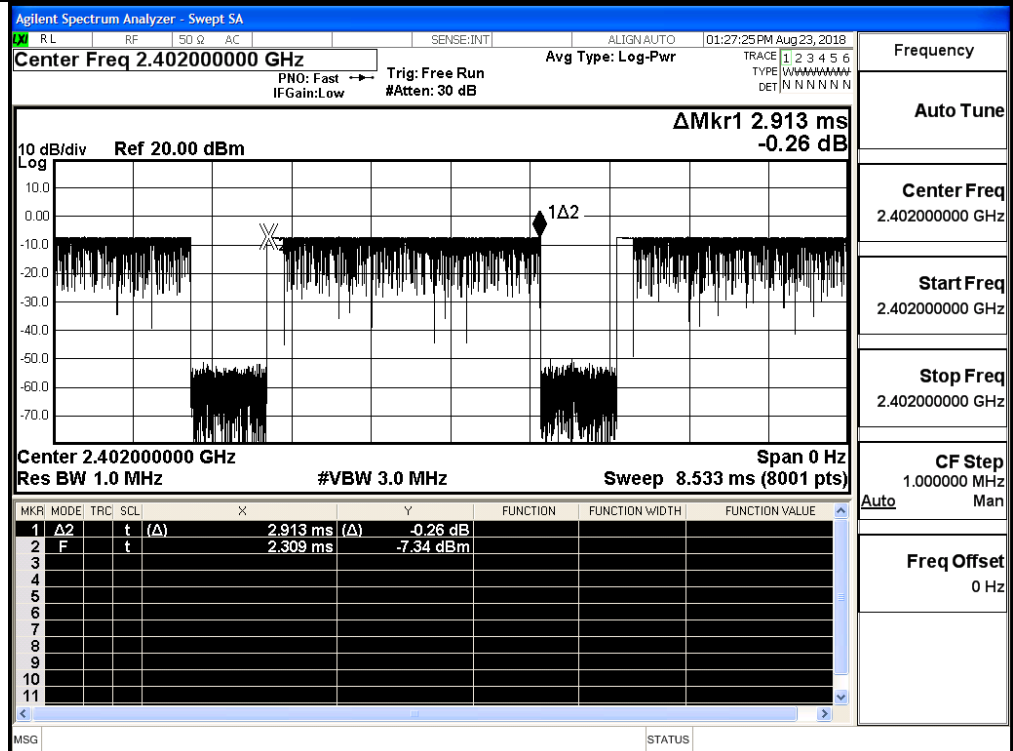 Agilent Spectrum Analyzer - Swept SA
LXI RL RF 50 Ω AC SENSE:INT ALIGNAUTO 01:27:25 PM Aug 23, 2018
Center Freq 2.402000000 GHz
PNO: Fast
IFGain:Low
Trig: Free Run
#Atten: 30 dB
Avg Type: Log-Pwr
TRACE 1 2 3 4 5 6
TYPE
DET N N N N N N
ΔMkr1 2.913 ms
-0.26 dB
10 dB/div Ref 20.00 dBm
Log
10.0
0.00
-10.0
-20.0
-30.0
-40.0
-50.0
-60.0
-70.0
1Δ2
Center 2.402000000 GHz Span 0 Hz
Res BW 1.0 MHz #VBW 3.0 MHz Sweep 8.533 ms (8001 pts)
MKR MODE TRC SCL X Y FUNCTION FUNCTION WIDTH FUNCTION VALUE
1 Δ2 t (Δ) 2.913 ms (Δ) -0.26 dB
2 F t 2.309 ms -7.34 dBm
3
4
5
6
7
8
9
10
11
MSG STATUS
Frequency
Auto Tune
Center Freq
2.402000000 GHz
Start Freq
2.402000000 GHz
Stop Freq
2.402000000 GHz
CF Step
1.000000 MHz
Auto Man
Freq Offset
0 Hz